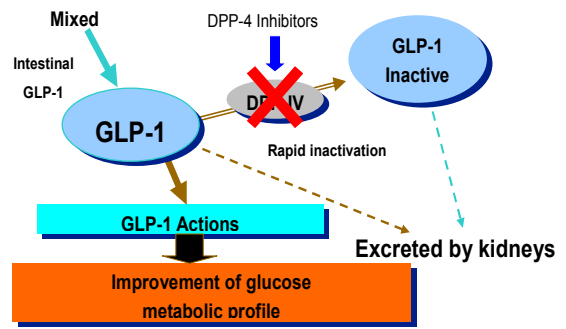 Mixed
DPP-4 Inhibitors
GLP-1
Inactive
Intestinal
GLP-1
GLP-1
Rapid inactivation
GLP-1 Actions
Excreted by kidneys
Improvement of glucose
metabolic profile